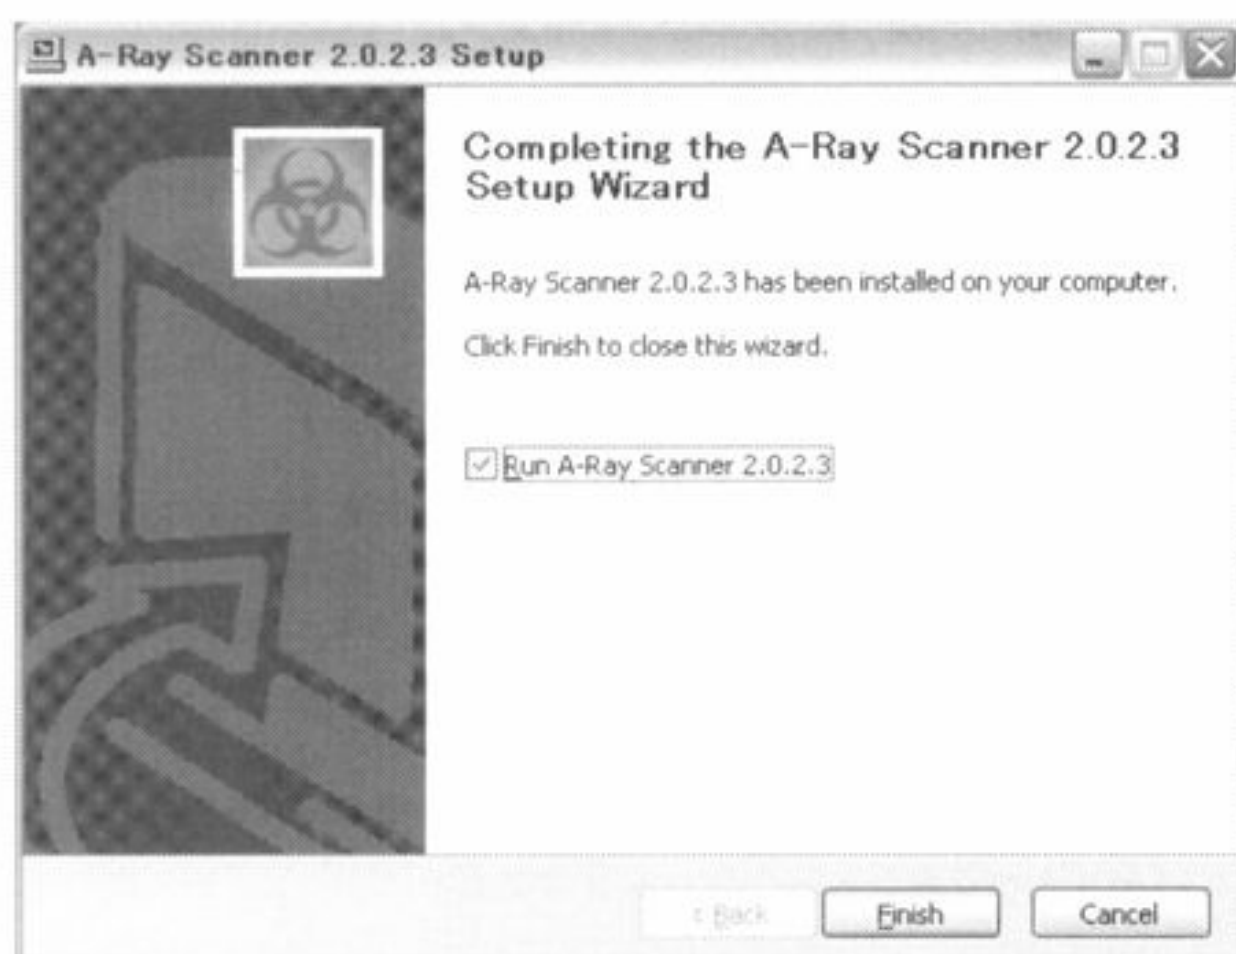 A-Ray Scanner 2.0.2.3 Setup
Completing the A-Ray Scanner 2.0.2.3
Setup Wizard
A-Ray Scanner 2.0.2.3 has been installed on your computer.
Click Finish to close this wizard.
Run A-Ray Scanner 2.0.2.3
< Back Finish Cancel